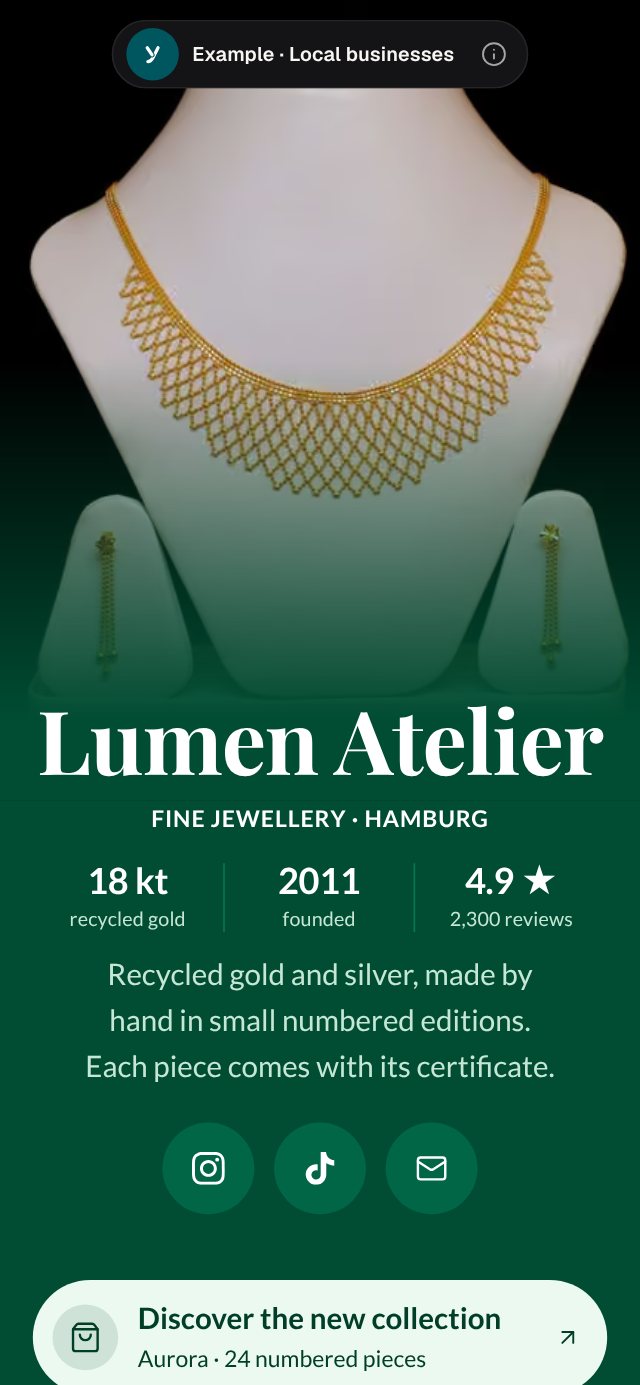 Example · Local businesses
Lumen Atelier
FINE JEWELLERY · HAMBURG
18 kt
recycled gold
2011
founded
4.9 ★
2,300 reviews
Recycled gold and silver, made by
hand in small numbered editions.
Each piece comes with its certificate.
Discover the new collection
Aurora · 24 numbered pieces